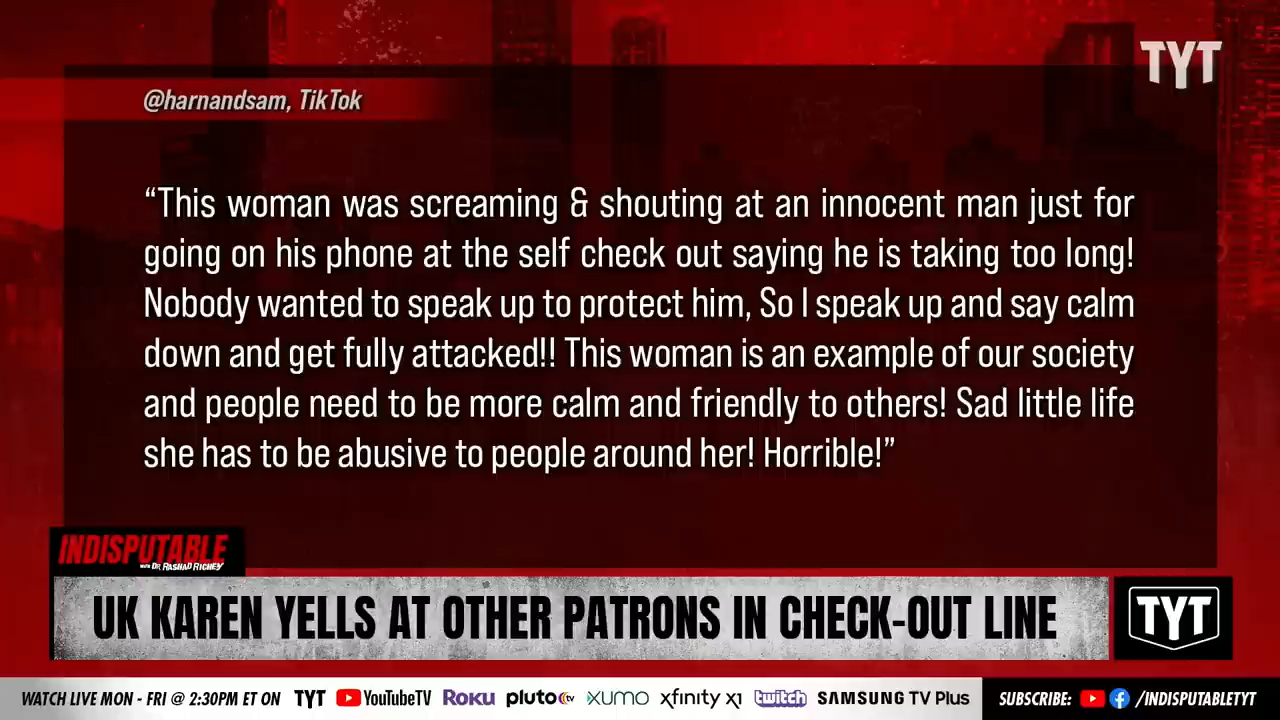 TYT
@harnandsam, TikTok
“This woman was screaming & shouting at an innocent man just for
going on his phone at the self check out saying he is taking too long!
Nobody wanted to speak up to protect him, So I speak up and say calm
down and get fully attacked!! This woman is an example of our society
and people need to be more calm and friendly to others! Sad little life
she has to be abusive to people around her! Horrible!”
INDISPUTABLE
WITH DR. RASHAD RICHEY
UK KAREN YELLS AT OTHER PATRONS IN CHECK-OUT LINE
TYT
WATCH LIVE MON - FRI @ 2:30PM ET ON TYT YouTubeTV ROKU pluto tv XUMO xfinity x1 twitch SAMSUNG TV Plus SUBSCRIBE: /INDISPUTABLETYT